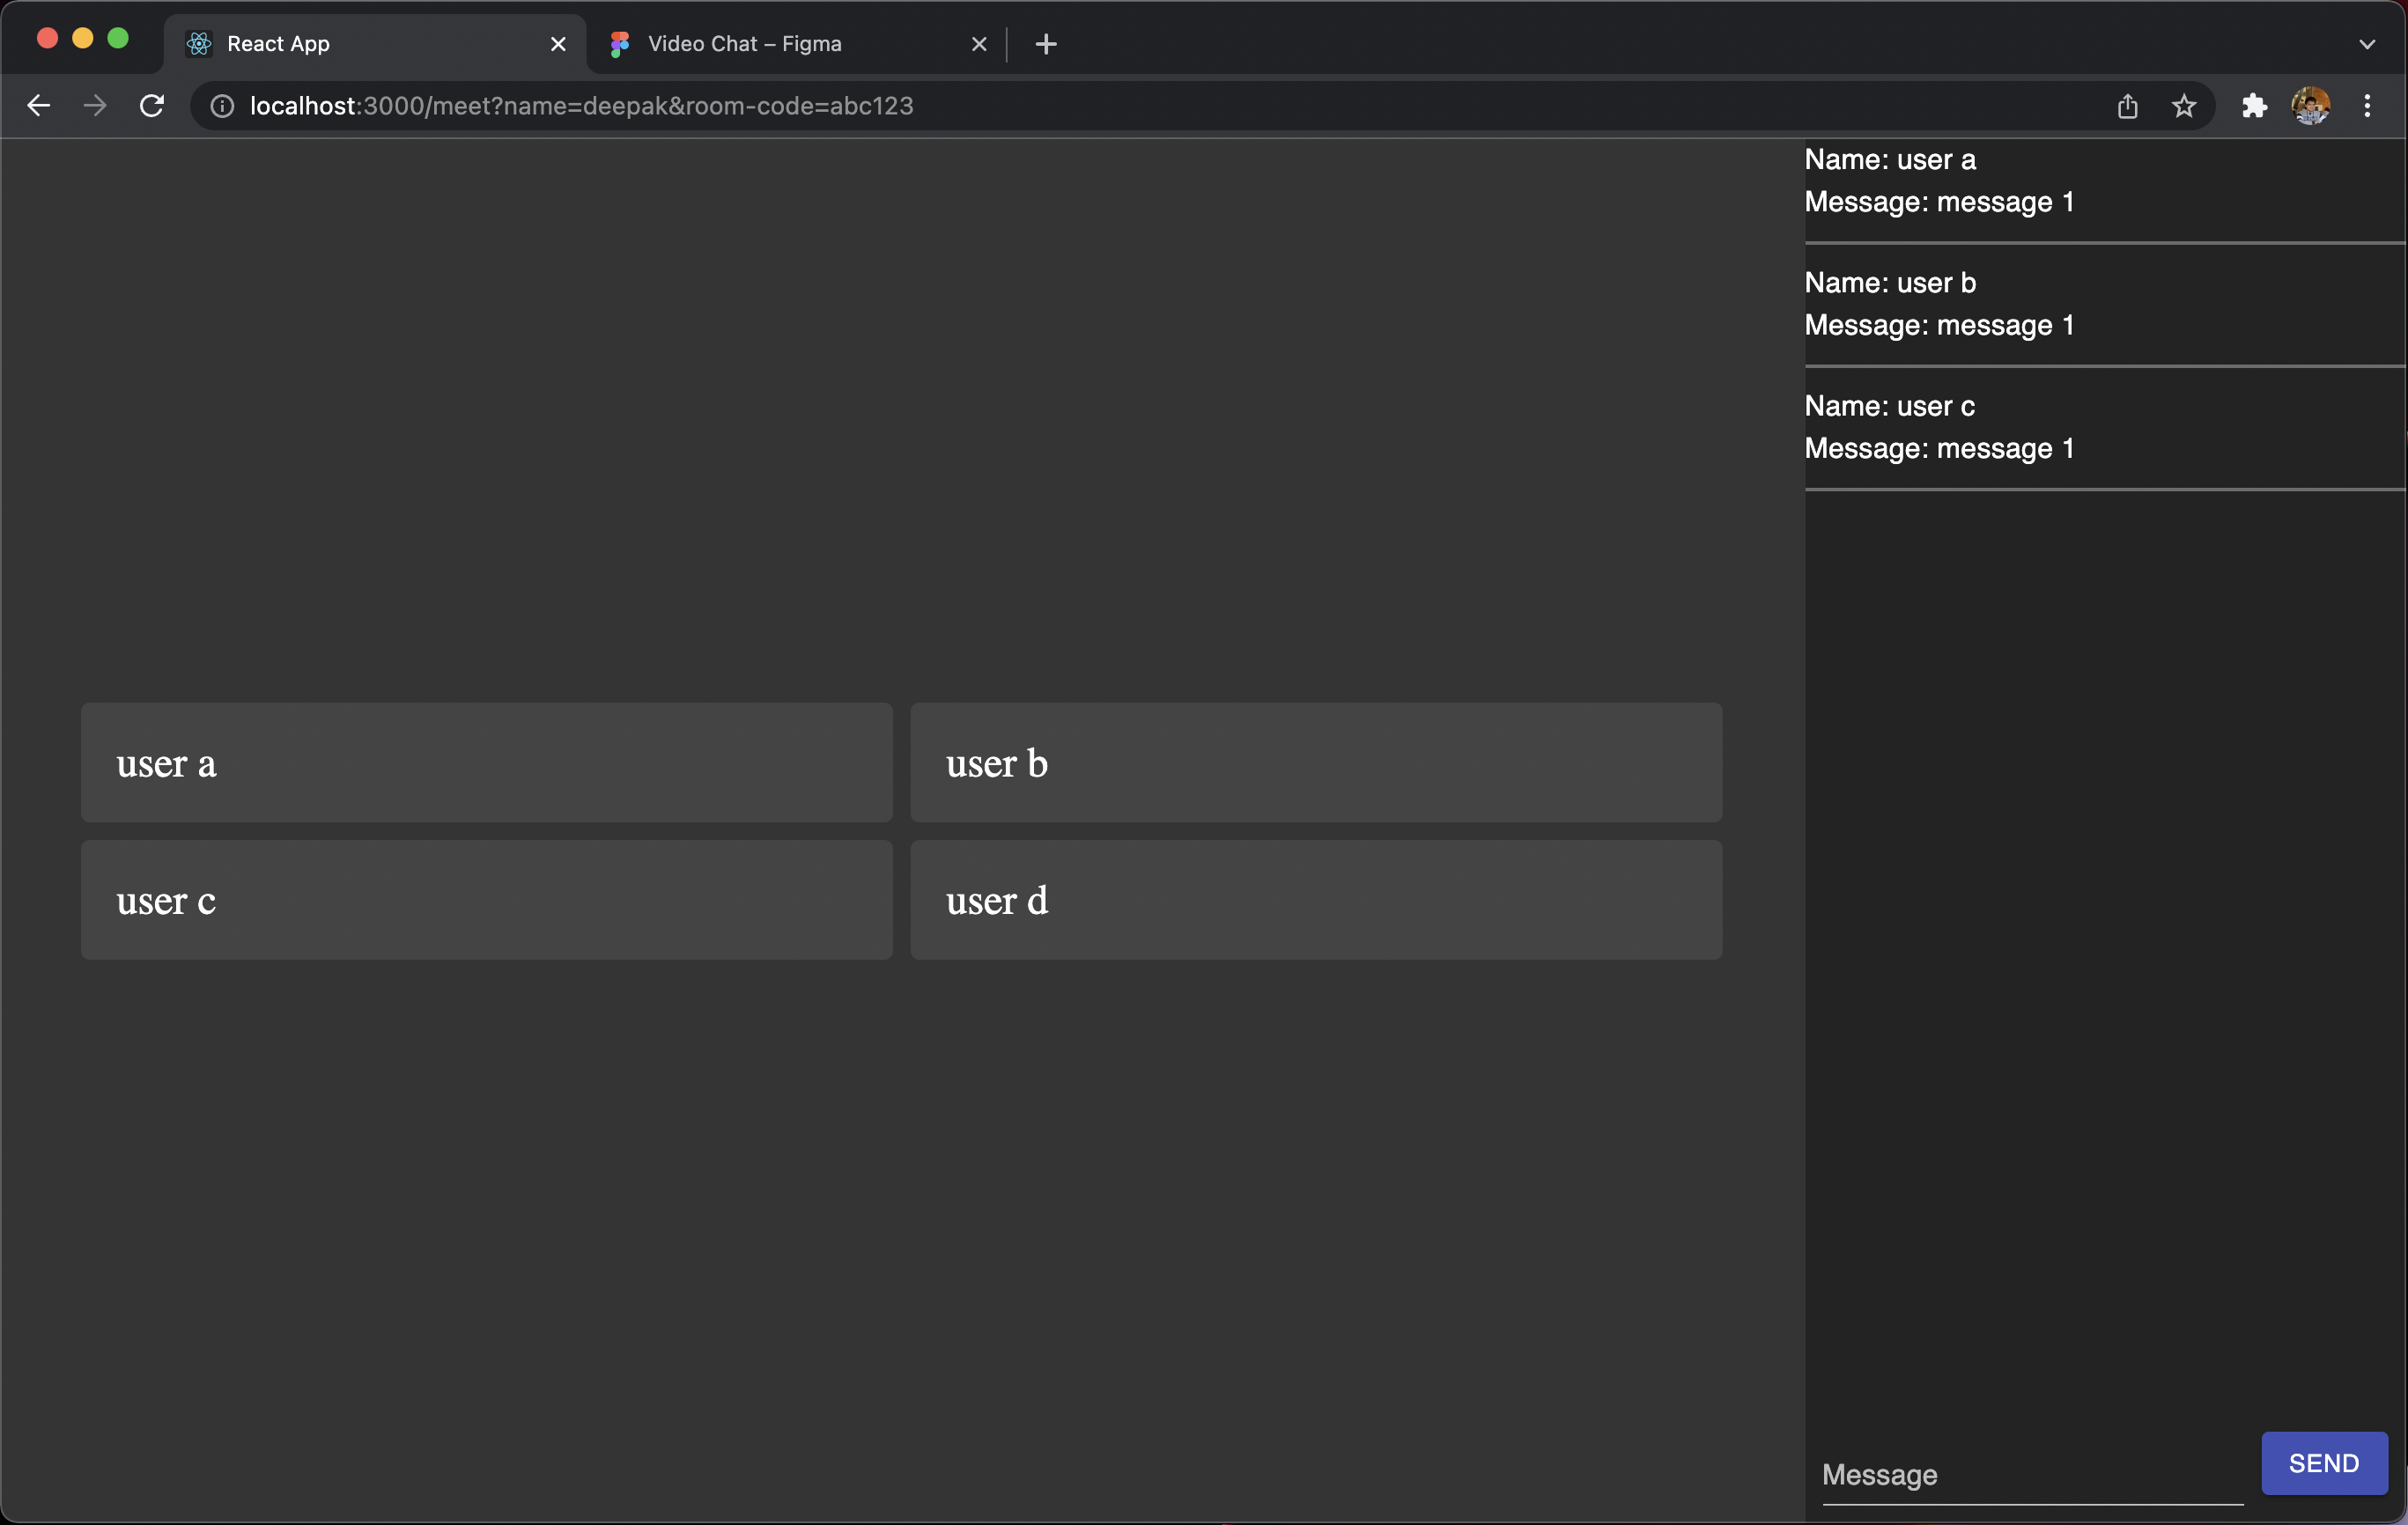 React App
Video Chat – Figma
localhost:3000/meet?name=deepak&room-code=abc123
user a
user b
user c
user d
Name: user a
Message: message 1
Name: user b
Message: message 1
Name: user c
Message: message 1
Message
SEND